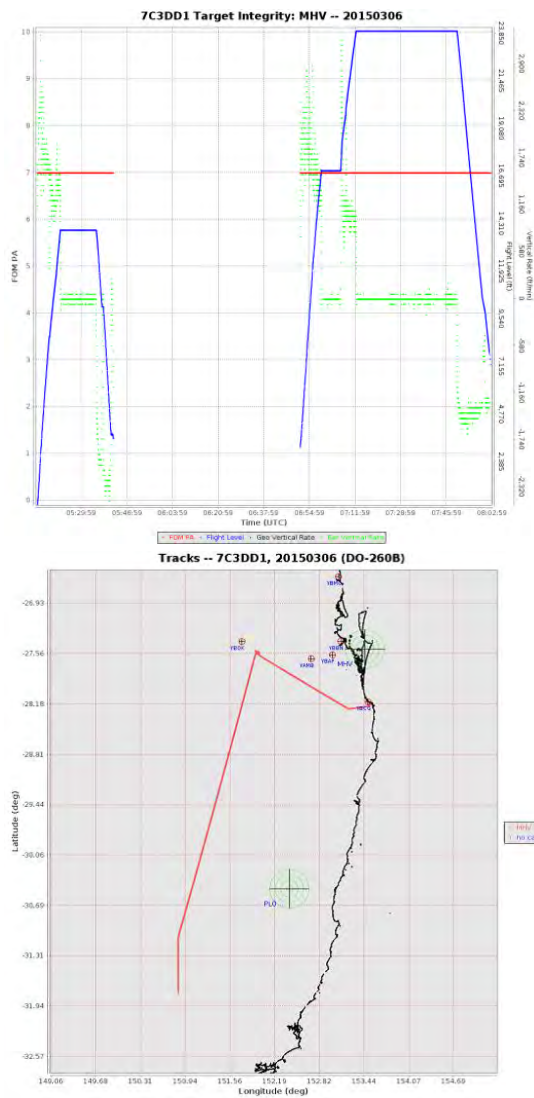 7C3DD1 Target Integrity: MHV -- 20150306
10
9
8
7
6
5
4
3
2
1
0
FOM PA
23,850
21,465
19,080
16,695
14,310
11,925
9,540
7,155
4,770
2,385
Flight Level (ft)
2,900
2,320
1,740
1,160
580
0
-580
-1,160
-1,740
-2,320
Vertical Rate (ft/min)
05:29:59 05:48:59 06:03:59 06:20:59 06:37:59 06:54:59 07:11:59 07:28:59 07:45:59 08:02:59
Time (UTC)
FOM PA Flight Level Geo Vertical Rate Bar Vertical Rate
Tracks -- 7C3DD1, 20150306 (DO-260B)
-26.93
-27.56
-28.18
-28.81
-29.44
-30.06
-30.69
-31.31
-31.94
-32.57
Latitude (deg)
YBOK
YAMB
YBAF
YBBN
MHV
YBCG
PLO
MHV
149.06 149.68 150.31 150.94 151.56 152.19 152.82 153.44 154.07 154.69
Longitude (deg)